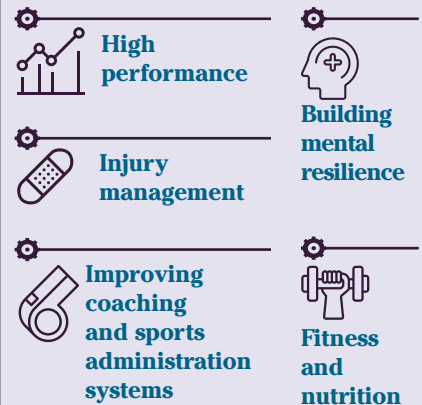 High
performance
Injury
management
Improving
coaching
and sports
administration
systems
Building
mental
resilience
Fitness
and
nutrition